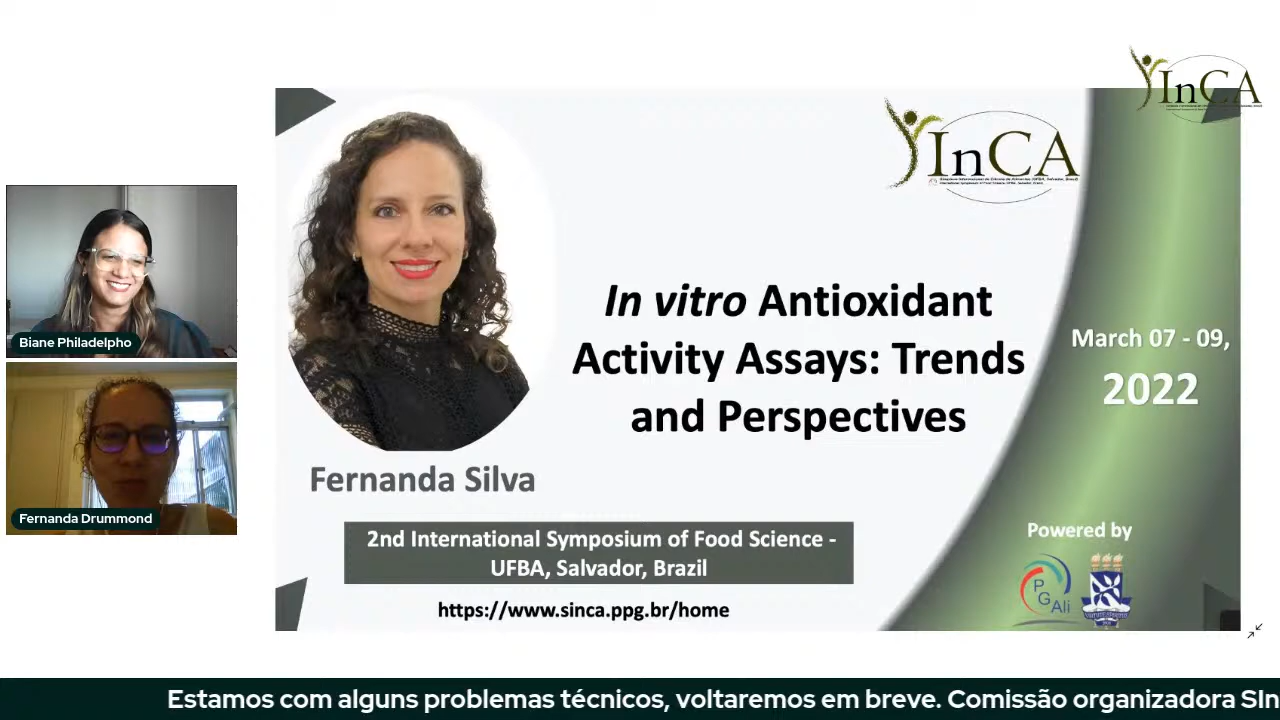 InCA
InCA
In vitro Antioxidant
Activity Assays: Trends
and Perspectives
March 07 - 09,
2022
Biane Philadelpho
Fernanda Silva
Fernanda Drummond
2nd International Symposium of Food Science -
UFBA, Salvador, Brazil
https://www.sinca.ppg.br/home
Powered by
PGAli
Estamos com alguns problemas técnicos, voltaremos em breve. Comissão organizadora SIn